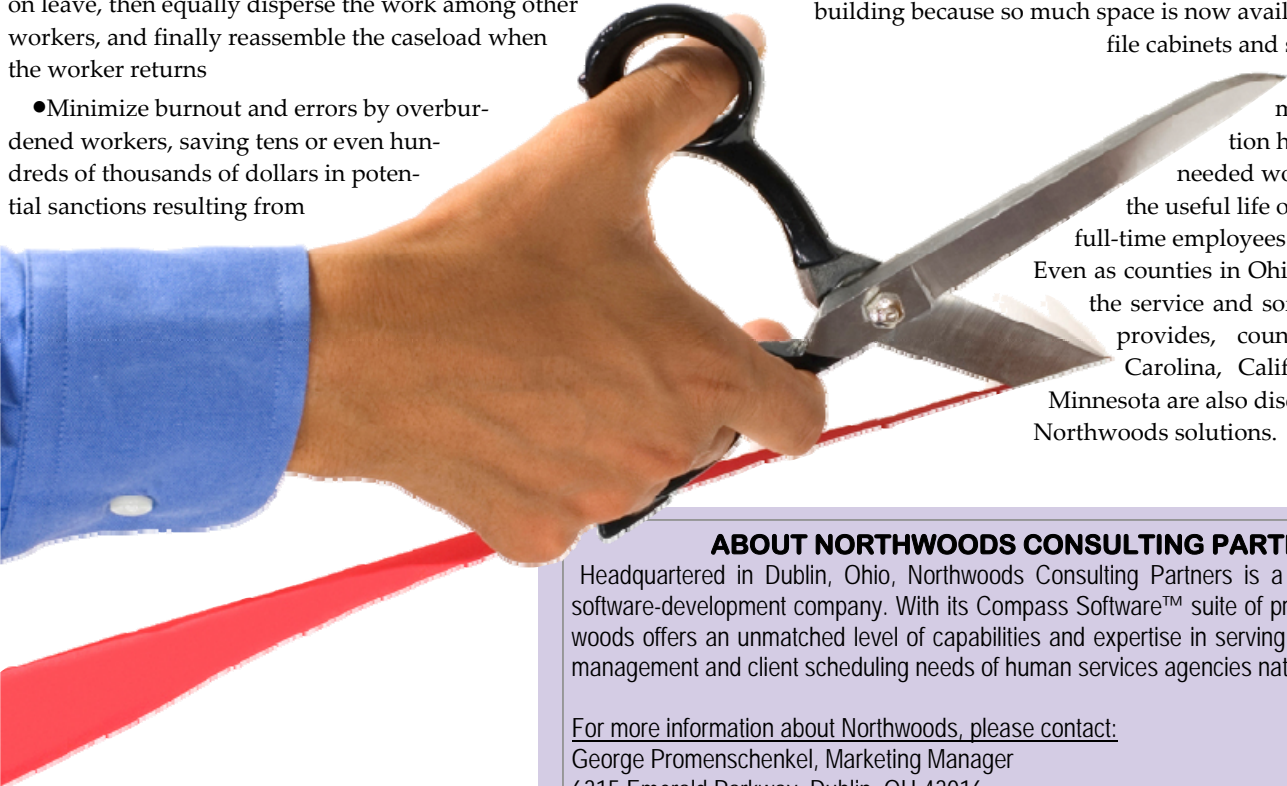 on leave, then equally disperse the work among other
workers, and finally reassemble the caseload when
the worker returns
●Minimize burnout and errors by overbur-
dened workers, saving tens or even hun-
dreds of thousands of dollars in poten-
tial sanctions resulting from
building because so much space is now avail
file cabinets and
tion
needed
the useful life
full-time employees
Even as counties in Ohi
the service and
provides, coun
Carolina, Calif
Minnesota are also
Northwoods solutions.
ABOUT NORTHWOODS CONSULTING PART
Headquartered in Dublin, Ohio, Northwoods Consulting Partners is a
software-development company. With its Compass Software™ suite of
woods offers an unmatched level of capabilities and expertise in serving
management and client scheduling needs of human services agencies
For more information about Northwoods, please contact:
George Promenschenkel, Marketing Manager
Emerald Parkway, Dublin, OH